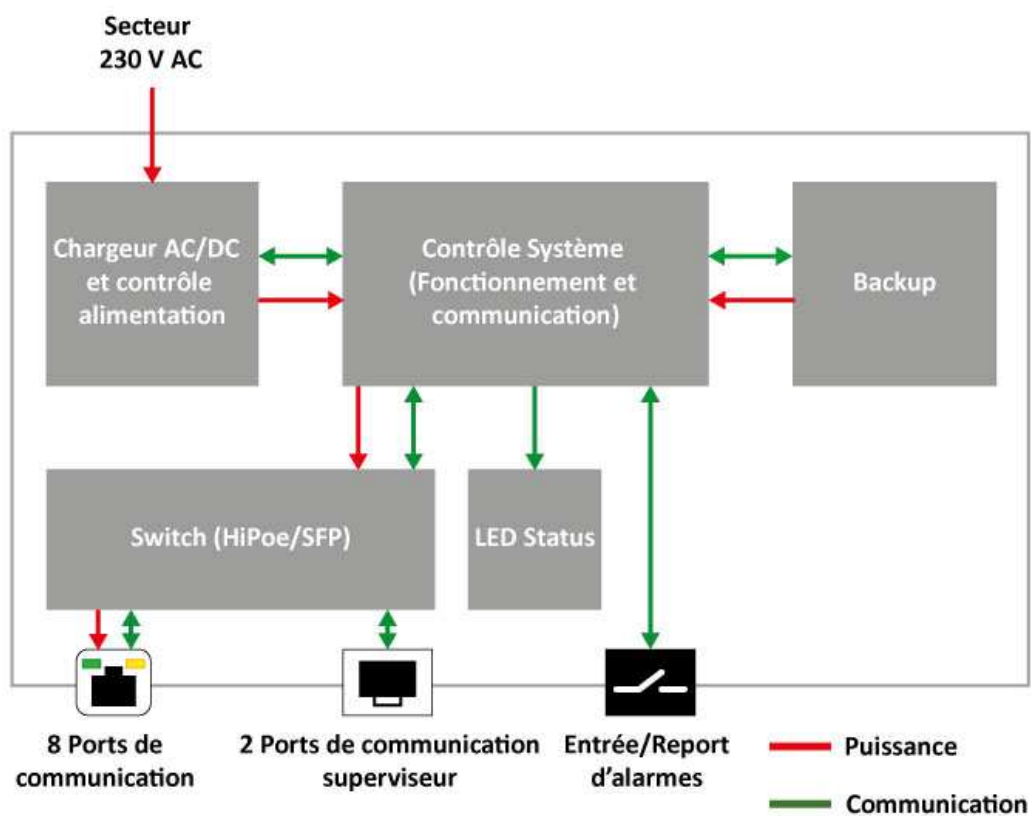 Secteur
230 V AC
Chargeur AC/DC
et contrôle
alimentation
Contrôle Système
(Fonctionnement et
communication)
Backup
Switch (HiPoe/SFP)
LED Status
8 Ports de
communication
2 Ports de communication
superviseur
Entrée/Report
d'alarmes
Puissance
Communication